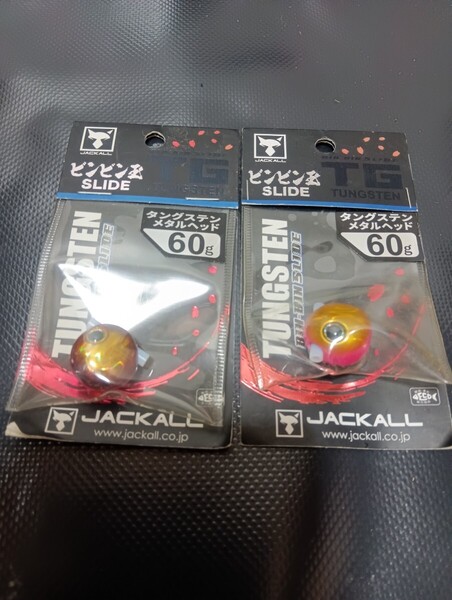 JACKALL
ビンビン玉
SLIDE
TG
TUNGSTEN
タングステン
メタルヘッド
60g
TUNGSTEN
BIN-BIN SLIDE
JACKALL
www.jackall.co.jp
JACKALL
ビンビン玉
SLIDE
TG
TUNGSTEN
タングステン
メタルヘッド
60g
TUNGSTEN
BIN-BIN SLIDE
JACKALL
www.jackall.co.jp